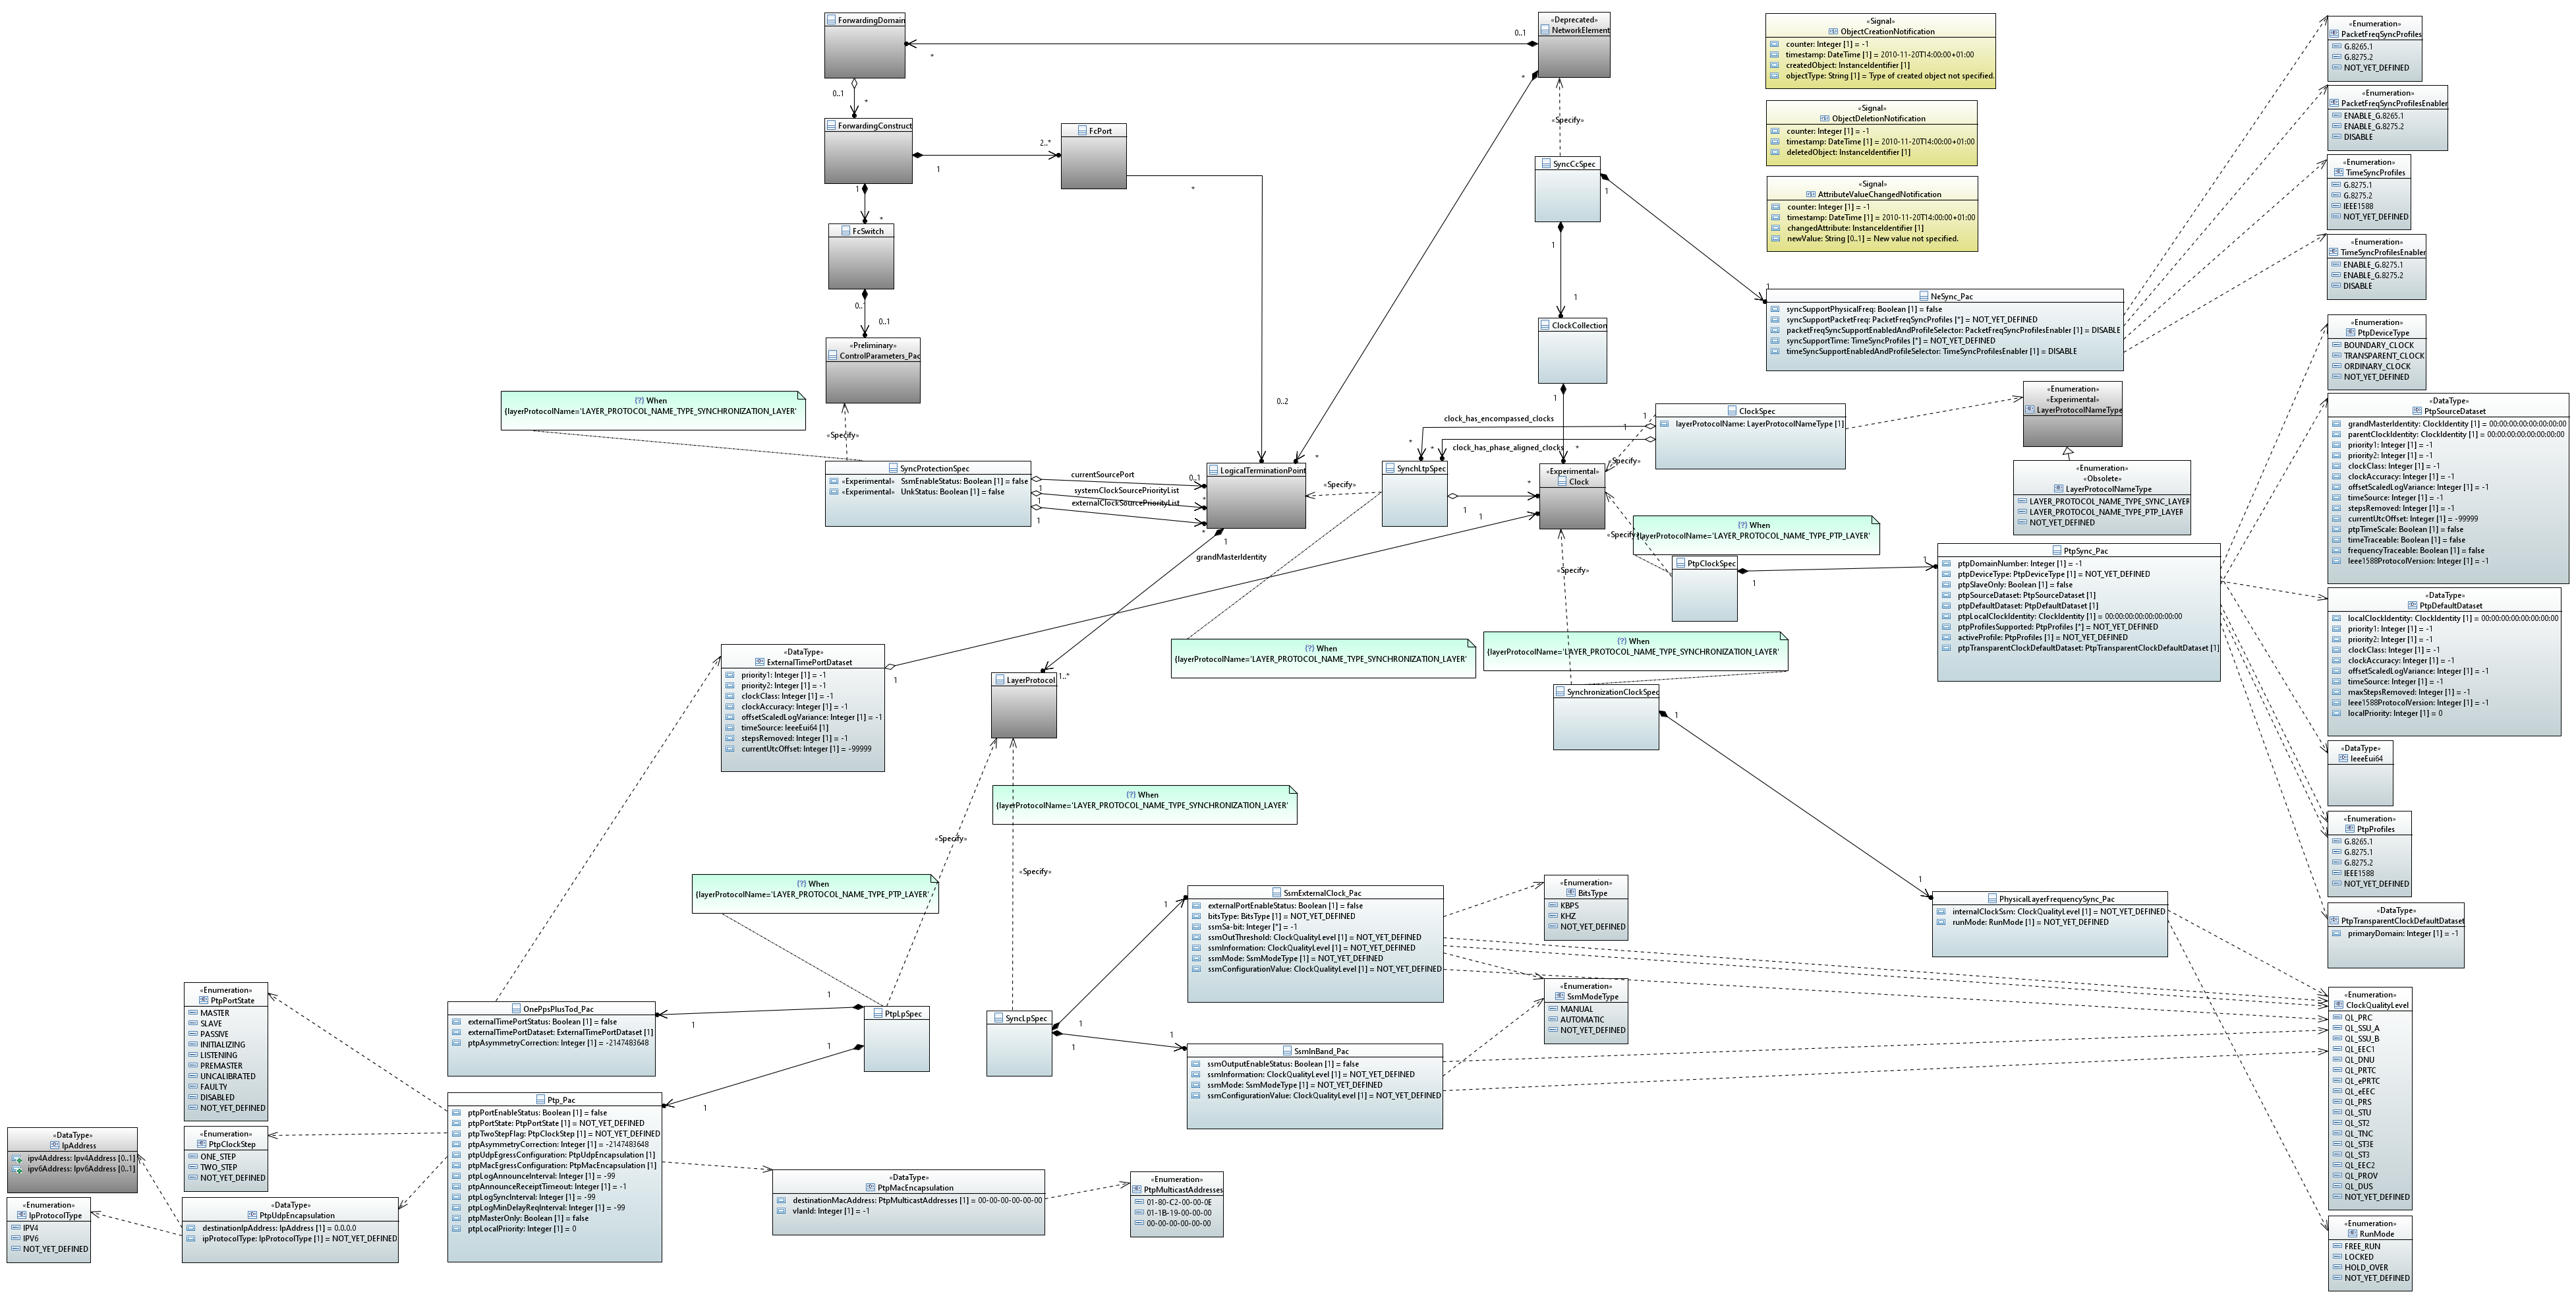 ForwardingDomain
0..1
*
«Deprecated»
NetworkElement
0..1
*
*
«Specify»
ForwardingConstruct
1
2..*
FcPort
*
0..2
1
*
FcSwitch
0..
0..1
«Preliminary»
ControlParameters_Pac
«Specify»
«Signal»
ObjectCreationNotification
counter: Integer [1] = -1
timestamp: DateTime [1] = 2010-11-20T14:00:00+01:00
createdObject: InstanceIdentifier [1]
objectType: String [1] = Type of created object not specified.
«Signal»
ObjectDeletionNotification
counter: Integer [1] = -1
timestamp: DateTime [1] = 2010-11-20T14:00:00+01:00
deletedObject: InstanceIdentifier [1]
«Signal»
AttributeValueChangedNotification
counter: Integer [1] = -1
timestamp: DateTime [1] = 2010-11-20T14:00:00+01:00
changedAttribute: InstanceIdentifier [1]
newValue: String [0..1] = New value not specified.
«Enumeration»
PacketFreqSyncProfiles
G.8265.1
G.8275.2
NOT_YET_DEFINED
«Enumeration»
PacketFreqSyncProfilesEnabler
ENABLE_G.8265.1
ENABLE_G.8275.2
DISABLE
«Enumeration»
TimeSyncProfiles
G.8275.1
G.8275.2
IEEE1588
NOT_YET_DEFINED
«Enumeration»
TimeSyncProfilesEnabler
ENABLE_G.8275.1
ENABLE_G.8275.2
DISABLE
SyncCcSpec
1
1
1
1
NeSync_Pac
syncSupportPhysicalFreq: Boolean [1] = false
syncSupportPacketFreq: PacketFreqSyncProfiles [*] = NOT_YET_DEFINED
packetFreqSyncSupportEnabledAndProfileSelector: PacketFreqSyncProfilesEnabler [1] = DISABLE
syncSupportTime: TimeSyncProfiles [*] = NOT_YET_DEFINED
timeSyncSupportEnabledAndProfileSelector: TimeSyncProfilesEnabler [1] = DISABLE
ClockCollection
1
*
«Enumeration»
PtpDeviceType
BOUNDARY_CLOCK
TRANSPARENT_CLOCK
ORDINARY_CLOCK
NOT_YET_DEFINED
(?) When
{layerProtocolName='LAYER_PROTOCOL_NAME_TYPE_SYNCHRONIZATION_LAYER'
ClockSpec
layerProtocolName: LayerProtocolNameType [1]
clock_has_encompassed_clocks
1
*
clock_has_phase_aligned_clocks
1
*
«Specify»
«Enumeration»
«Experimental»
LayerProtocolNameType
«Enumeration»
«Obsolete»
LayerProtocolNameType
LAYER_PROTOCOL_NAME_TYPE_SYNC_LAYER
LAYER_PROTOCOL_NAME_TYPE_PTP_LAYER
NOT_YET_DEFINED
«DataType»
PtpSourceDataset
grandMasterIdentity: ClockIdentity [1] = 00:00:00:00:00:00:00:00
parentClockIdentity: ClockIdentity [1] = 00:00:00:00:00:00:00:00
priority1: Integer [1] = -1
priority2: Integer [1] = -1
clockClass: Integer [1] = -1
clockAccuracy: Integer [1] = -1
offsetScaledLogVariance: Integer [1] = -1
timeSource: Integer [1] = -1
stepsRemoved: Integer [1] = -1
currentUtcOffset: Integer [1] = -99999
ptpTimeScale: Boolean [1] = false
timeTraceable: Boolean [1] = false
frequencyTraceable: Boolean [1] = false
Ieee1588ProtocolVersion: Integer [1] = -1
SyncProtectionSpec
«Experimental» SsmEnableStatus: Boolean [1] = false
«Experimental» UnkStatus: Boolean [1] = false
currentSourcePort
0..1
1
systemClockSourcePriorityList
*
1
externalClockSourcePriorityList
*
1
LogicalTerminationPoint
1
«Specify»
SynchLtpSpec
1
*
«Experimental»
Clock
1
«Specify»
grandMasterIdentity
(?) When
{layerProtocolName='LAYER_PROTOCOL_NAME_TYPE_PTP_LAYER'
PtpClockSpec
1
1
PtpSync_Pac
ptpDomainNumber: Integer [1] = -1
ptpDeviceType: PtpDeviceType [1] = NOT_YET_DEFINED
ptpSlaveOnly: Boolean [1] = false
ptpSourceDataset: PtpSourceDataset [1]
ptpDefaultDataset: PtpDefaultDataset [1]
ptpLocalClockIdentity: ClockIdentity [1] = 00:00:00:00:00:00:00:00
ptpProfilesSupported: PtpProfiles [*] = NOT_YET_DEFINED
activeProfile: PtpProfiles [1] = NOT_YET_DEFINED
ptpTransparentClockDefaultDataset: PtpTransparentClockDefaultDataset [1]
«Specify»
«DataType»
PtpDefaultDataset
localClockIdentity: ClockIdentity [1] = 00:00:00:00:00:00:00:00
priority1: Integer [1] = -1
priority2: Integer [1] = -1
clockClass: Integer [1] = -1
clockAccuracy: Integer [1] = -1
offsetScaledLogVariance: Integer [1] = -1
timeSource: Integer [1] = -1
maxStepsRemoved: Integer [1] = -1
Ieee1588ProtocolVersion: Integer [1] = -1
localPriority: Integer [1] = 0
«DataType»
ExternalTimePortDataset
priority1: Integer [1] = -1
priority2: Integer [1] = -1
clockClass: Integer [1] = -1
clockAccuracy: Integer [1] = -1
offsetScaledLogVariance: Integer [1] = -1
timeSource: IeeeEui64 [1]
stepsRemoved: Integer [1] = -1
currentUtcOffset: Integer [1] = -99999
1
LayerProtocol
1..*
(?) When
{layerProtocolName='LAYER_PROTOCOL_NAME_TYPE_SYNCHRONIZATION_LAYER'
(?) When
{layerProtocolName='LAYER_PROTOCOL_NAME_TYPE_SYNCHRONIZATION_LAYER'
SynchronizationClockSpec
1
1
«DataType»
IeeeEui64
(?) When
{layerProtocolName='LAYER_PROTOCOL_NAME_TYPE_SYNCHRONIZATION_LAYER'
«Specify»
«Specify»
«Enumeration»
PtpProfiles
G.8265.1
G.8275.1
G.8275.2
IEEE1588
NOT_YET_DEFINED
(?) When
{layerProtocolName='LAYER_PROTOCOL_NAME_TYPE_PTP_LAYER'
SsmExternalClock_Pac
externalPortEnableStatus: Boolean [1] = false
bitsType: BitsType [1] = NOT_YET_DEFINED
ssmSa-bit: Integer [*] = -1
ssmOutThreshold: ClockQualityLevel [1] = NOT_YET_DEFINED
ssmInformation: ClockQualityLevel [1] = NOT_YET_DEFINED
ssmMode: SsmModeType [1] = NOT_YET_DEFINED
ssmConfigurationValue: ClockQualityLevel [1] = NOT_YET_DEFINED
«Enumeration»
BitsType
KBPS
KHZ
NOT_YET_DEFINED
PhysicalLayerFrequencySync_Pac
internalClockSsm: ClockQualityLevel [1] = NOT_YET_DEFINED
runMode: RunMode [1] = NOT_YET_DEFINED
«DataType»
PtpTransparentClockDefaultDataset
primaryDomain: Integer [1] = -1
«Enumeration»
SsmModeType
MANUAL
AUTOMATIC
NOT_YET_DEFINED
«Enumeration»
PtpPortState
MASTER
SLAVE
PASSIVE
INITIALIZING
LISTENING
PREMASTER
UNCALIBRATED
FAULTY
DISABLED
NOT_YET_DEFINED
OnePpsPlusTod_Pac
externalTimePortStatus: Boolean [1] = false
externalTimePortDataset: ExternalTimePortDataset [1]
ptpAsymmetryCorrection: Integer [1] = -2147483648
1
1
PtpLpSpec
1
1
SyncLpSpec
1
1
1
1
SsmInBand_Pac
ssmOutputEnableStatus: Boolean [1] = false
ssmInformation: ClockQualityLevel [1] = NOT_YET_DEFINED
ssmMode: SsmModeType [1] = NOT_YET_DEFINED
ssmConfigurationValue: ClockQualityLevel [1] = NOT_YET_DEFINED
«Enumeration»
ClockQualityLevel
QL_PRC
QL_SSU_A
QL_SSU_B
QL_EEC1
QL_DNU
QL_PRTC
QL_ePRTC
QL_eEEC
QL_PRS
QL_STU
QL_ST2
QL_TNC
QL_ST3E
QL_ST3
QL_EEC2
QL_PROV
QL_DUS
NOT_YET_DEFINED
Ptp_Pac
ptpPortEnableStatus: Boolean [1] = false
ptpPortState: PtpPortState [1] = NOT_YET_DEFINED
ptpTwoStepFlag: PtpClockStep [1] = NOT_YET_DEFINED
ptpAsymmetryCorrection: Integer [1] = -2147483648
ptpUdpEgressConfiguration: PtpUdpEncapsulation [1]
ptpMacEgressConfiguration: PtpMacEncapsulation [1]
ptpLogAnnounceInterval: Integer [1] = -99
ptpAnnounceReceiptTimeout: Integer [1] = -1
ptpLogSyncInterval: Integer [1] = -99
ptpLogMinDelayReqInterval: Integer [1] = -99
ptpMasterOnly: Boolean [1] = false
ptpLocalPriority: Integer [1] = 0
«DataType»
IpAddress
ipv4Address: Ipv4Address [0..1]
ipv6Address: Ipv6Address [0..1]
«Enumeration»
PtpClockStep
ONE_STEP
TWO_STEP
NOT_YET_DEFINED
«Enumeration»
IpProtocolType
IPV4
IPV6
NOT_YET_DEFINED
«DataType»
PtpUdpEncapsulation
destinationIpAddress: IpAddress [1] = 0.0.0.0
ipProtocolType: IpProtocolType [1] = NOT_YET_DEFINED
«DataType»
PtpMacEncapsulation
destinationMacAddress: PtpMulticastAddresses [1] = 00-00-00-00-00-00
vlanId: Integer [1] = -1
«Enumeration»
PtpMulticastAddresses
01-80-C2-00-00-0E
01-1B-19-00-00-00
00-00-00-00-00-00
«Enumeration»
RunMode
FREE_RUN
LOCKED
HOLD_OVER
NOT_YET_DEFINED